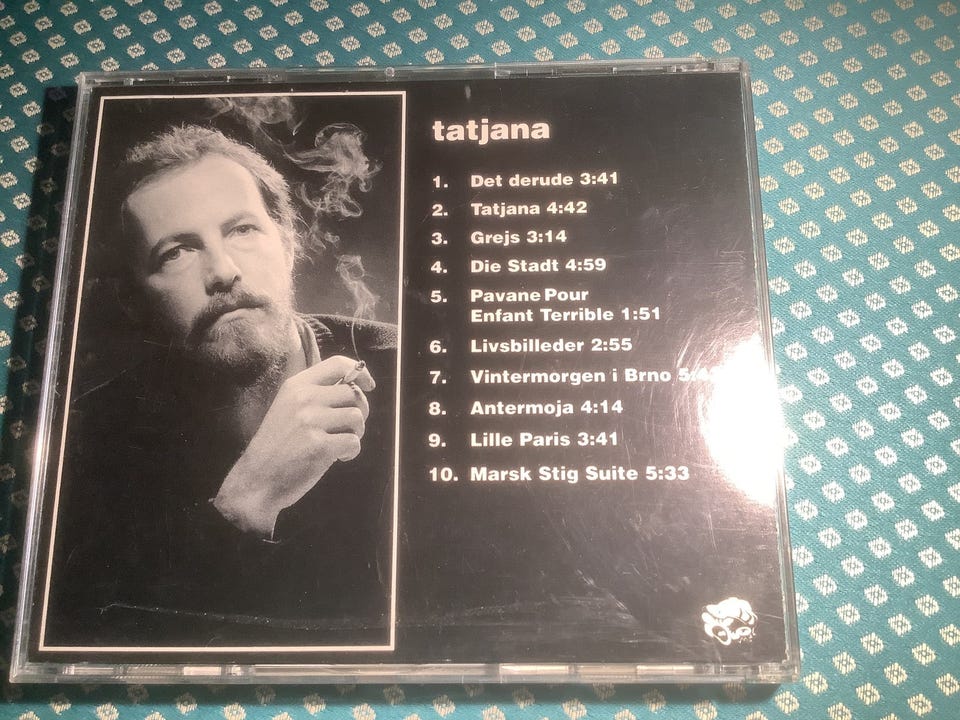 tatjana
1. Det derude 3:41
2. Tatjana 4:42
3. Grejs 3:14
4. Die Stadt 4:59
5. Pavane Pour
Enfant Terrible 1:51
6. Livsbilleder 2:55
7. Vintermorgen i Brno
8. Antermoja 4:14
9. Lille Paris 3:41
10. Marsk Stig Suite 5:33